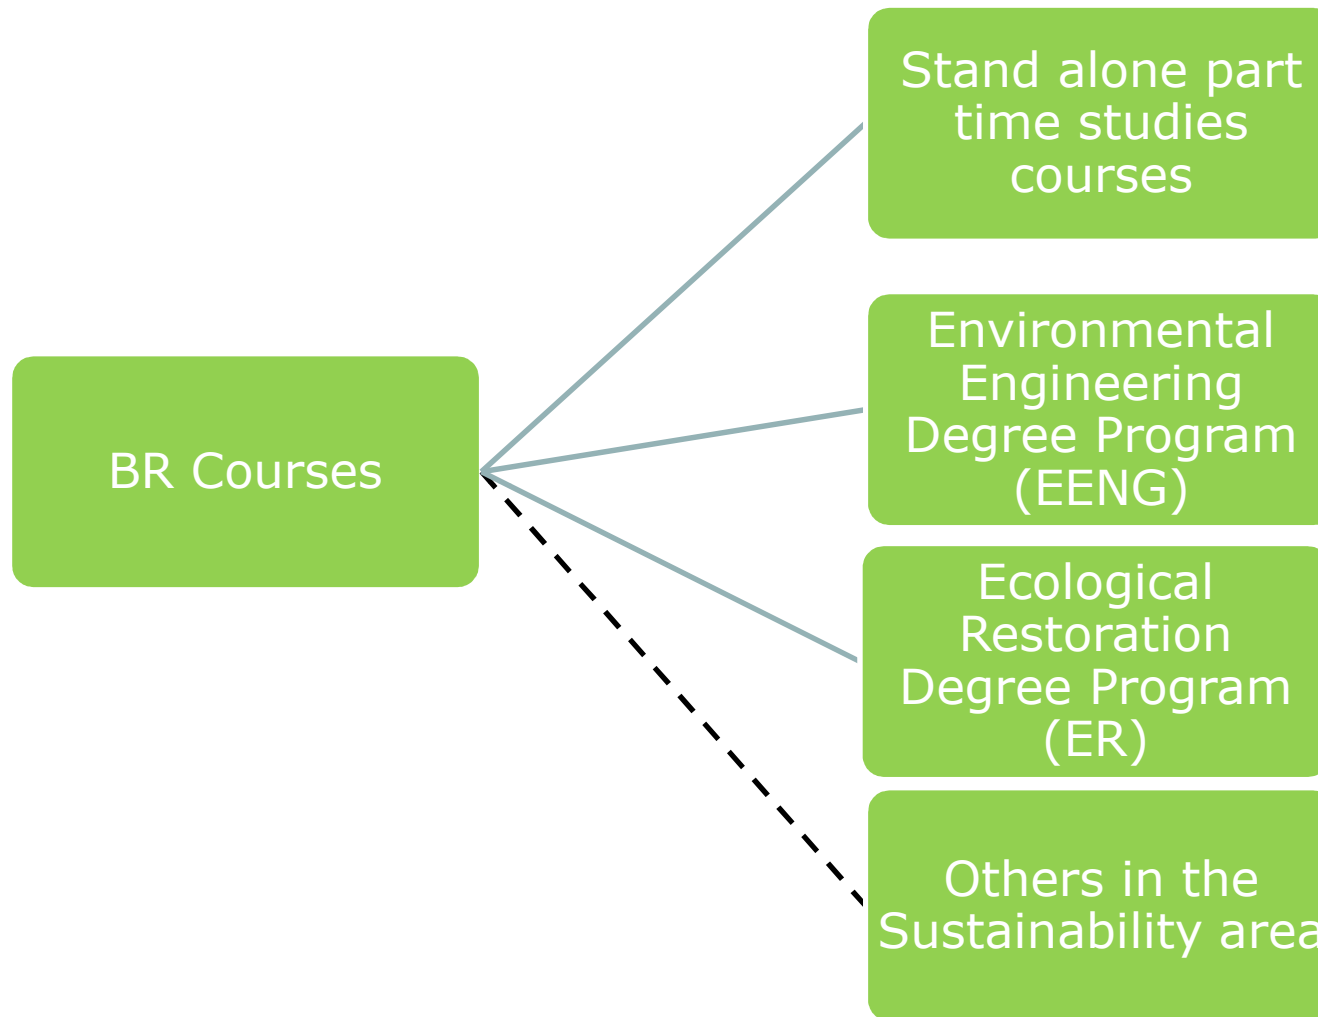 Stand alone part
time studies
courses
Environmental
Engineering
Degree Program
(EENG)
BR Courses
Ecological
Restoration
Degree Program
(ER)
Others in the
Sustainability area